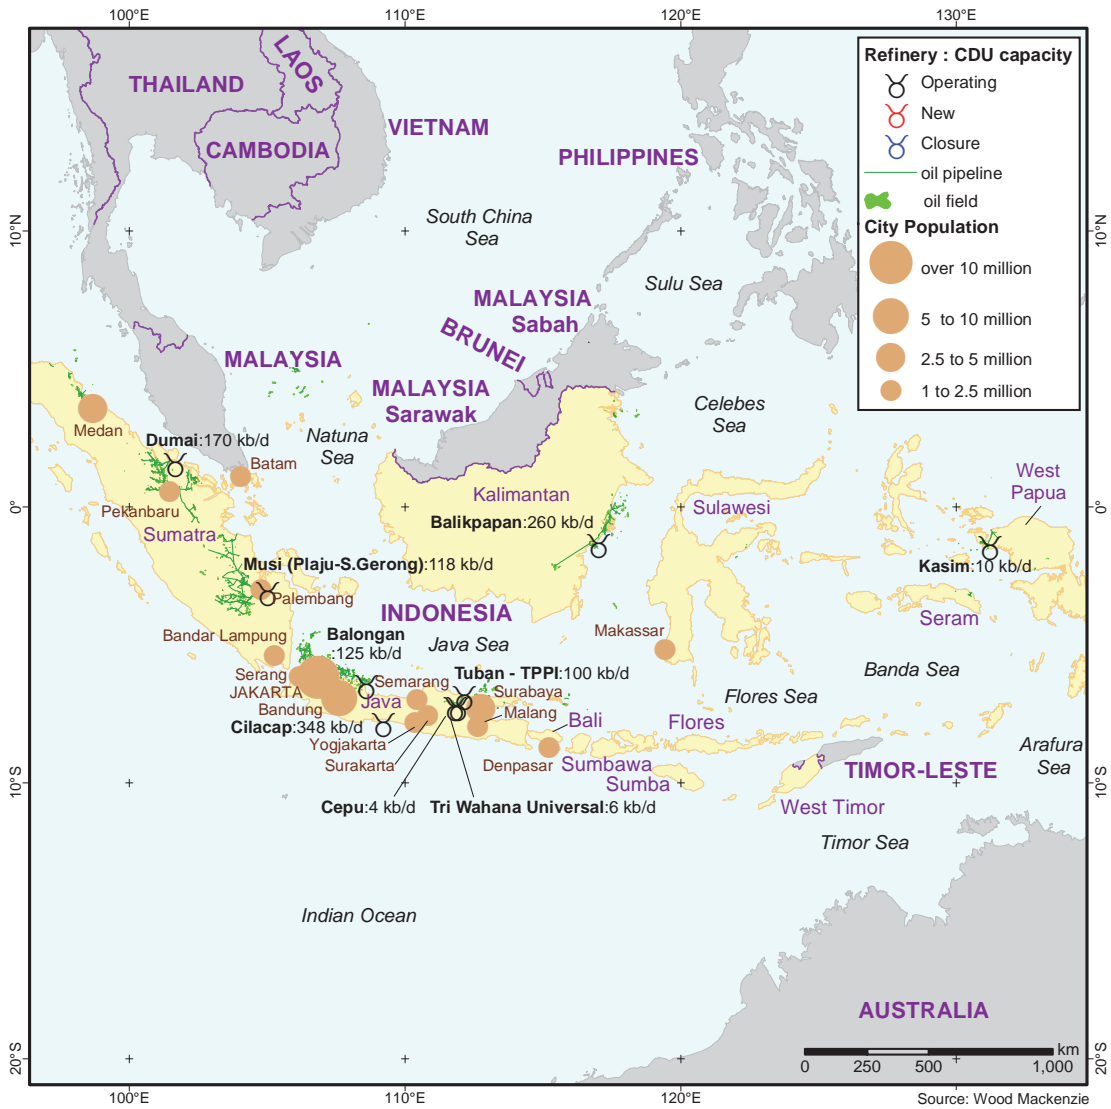 100°E
110°E
120°E
130°E
Refinery : CDU capacity
Operating
New
Closure
oil pipeline
oil field
City Population
over 10 million
5 to 10 million
2.5 to 5 million
1 to 2.5 million
THAILAND
LAOS
VIETNAM
CAMBODIA
PHILIPPINES
10°N
10°N
South China
Sea
Sulu Sea
MALAYSIA
Sabah
BRUNEI
MALAYSIA
MALAYSIA
Sarawak
Celebes
Sea
Medan
Dumai:170 kb/d
Natuna
Sea
Batam
Pekanbaru
Sumatra
Kalimantan
Balikpapan:260 kb/d
Sulawesi
West
Papua
0°
0°
Musi (Plaju-S.Gerong):118 kb/d
Kasim:10 kb/d
Palembang
INDONESIA
Seram
Bandar Lampung
Balongan
:125 kb/d
Java Sea
Makassar
Banda Sea
Serang
JAKARTA
Bandung
Semarang
Tuban - TPPI:100 kb/d
Surabaya
Flores Sea
Java
Malang
Cilacap:348 kb/d
Bali
Flores
Yogjakarta
Surakarta
Denpasar
Sumbawa
Sumba
Arafura
Sea
TIMOR-LESTE
10°S
10°S
Cepu:4 kb/d
Tri Wahana Universal:6 kb/d
West Timor
Timor Sea
Indian Ocean
AUSTRALIA
km
0
250
500
1,000
20°S
20°S
100°E
110°E
120°E
130°E
Source: Wood Mackenzie